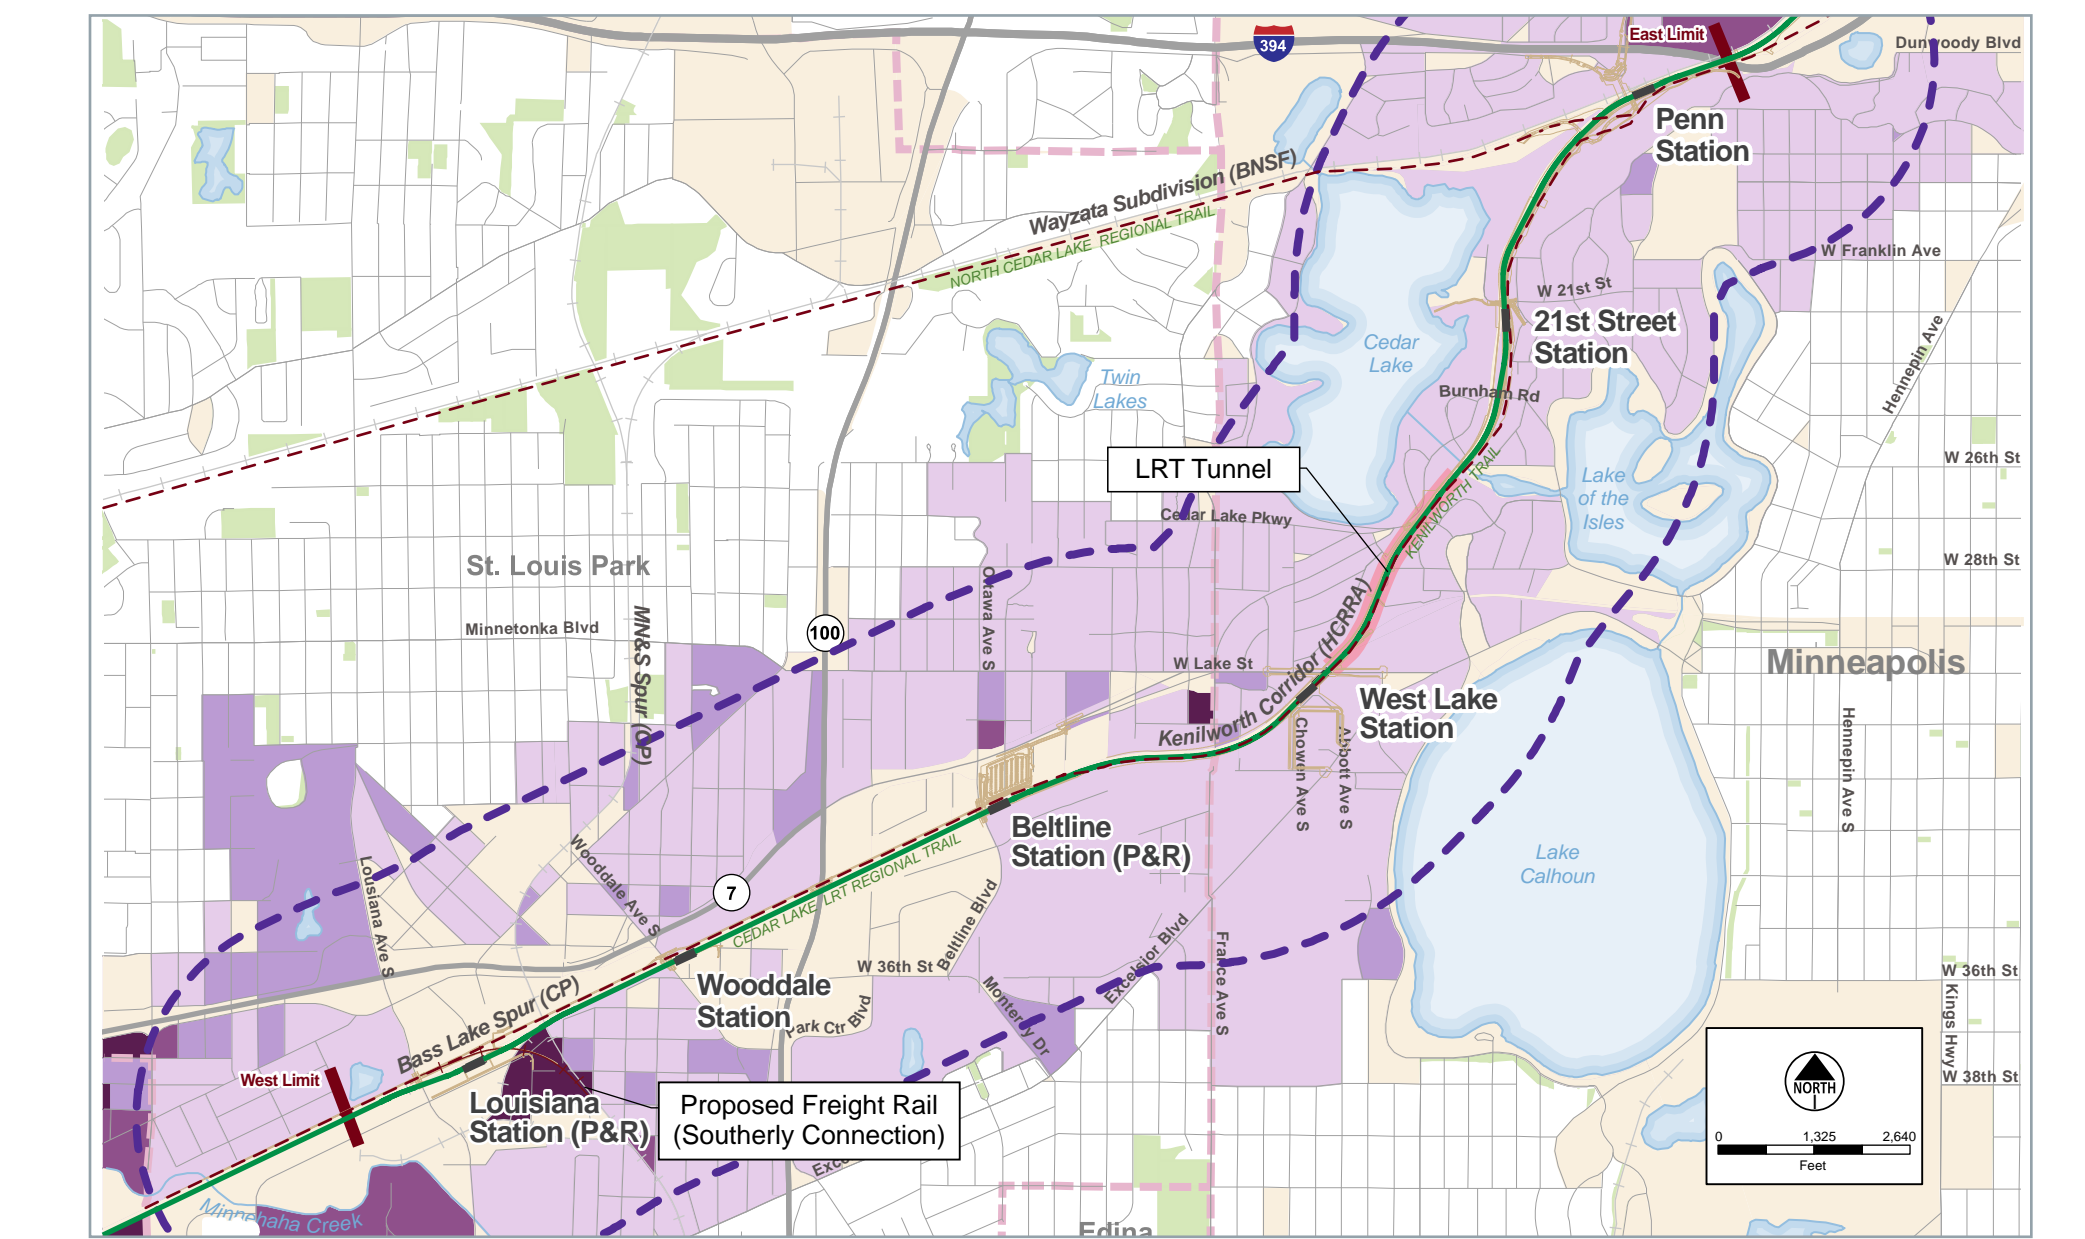 394
East Limit
Dunwoody Blvd
Penn
Station
Wayzata Subdivision (BNSF)
NORTH CEDAR LAKE REGIONAL TRAIL
W Franklin Ave
W 21st St
21st Street
Station
Cedar
Lake
Hennepin Ave
Twin
Lakes
Burnham Rd
LRT Tunnel
KENILWORTH TRAIL
W 26th St
Lake
of the
Isles
Cedar Lake Pkwy
W 28th St
St. Louis Park
Ottawa Ave S
Minnetonka Blvd
MN&S Spur (CP)
100
W Lake St
Kenilworth Corridor (HCRRA)
Minneapolis
West Lake
Station
Chowen Ave S
Abbott Ave S
Hennepin Ave S
Beltline
Station (P&R)
Lake
Calhoun
Wooddale Ave S
Lousiana Ave S
7
CEDAR LAKE LRT REGIONAL TRAIL
Beltline Blvd
Excelsior Blvd
France Ave S
W 36th St
W 36th St
Wooddale
Station
Monterey Dr
Park Ctr Blvd
Kings Hwy
Bass Lake Spur (CP)
West Limit
W 38th St
Louisiana
Station (P&R)
Proposed Freight Rail
(Southerly Connection)
NORTH
0 1,325 2,640
Feet
Minnehaha Creek
Edina